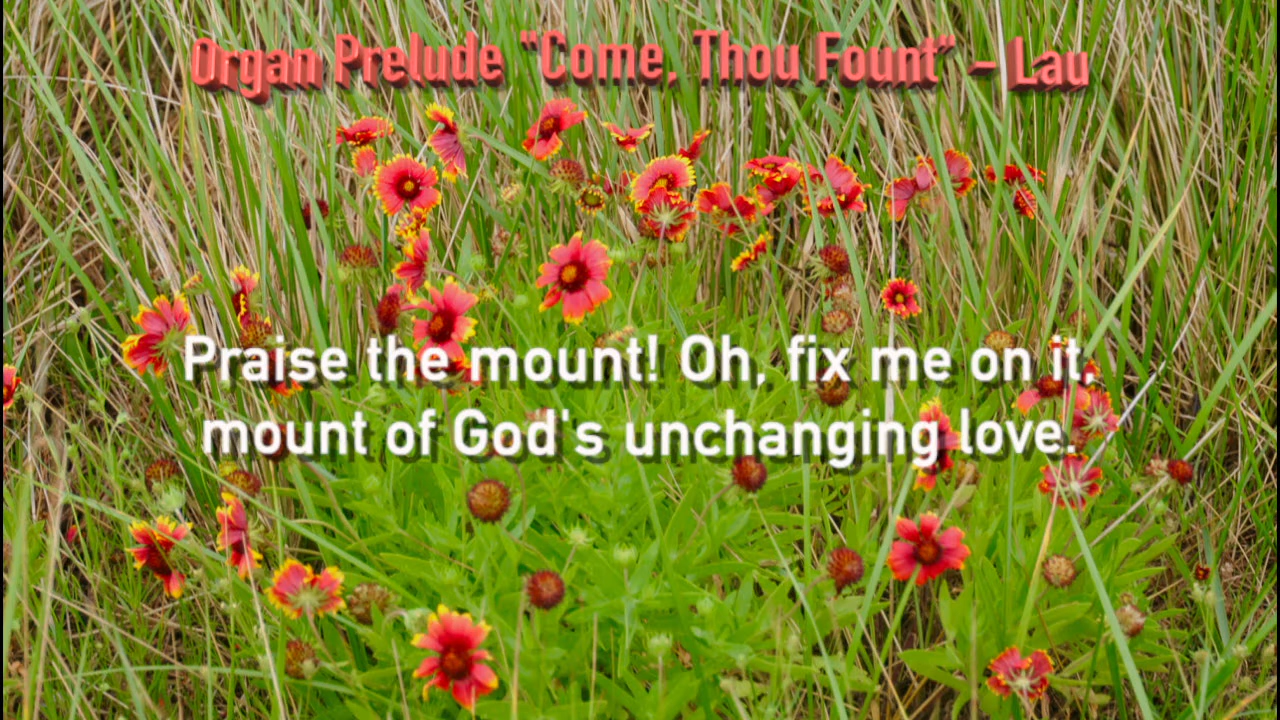 Organ Prelude "Come, Thou Fount" - Lau
Praise the mount! Oh, fix me on it,
mount of God's unchanging love.